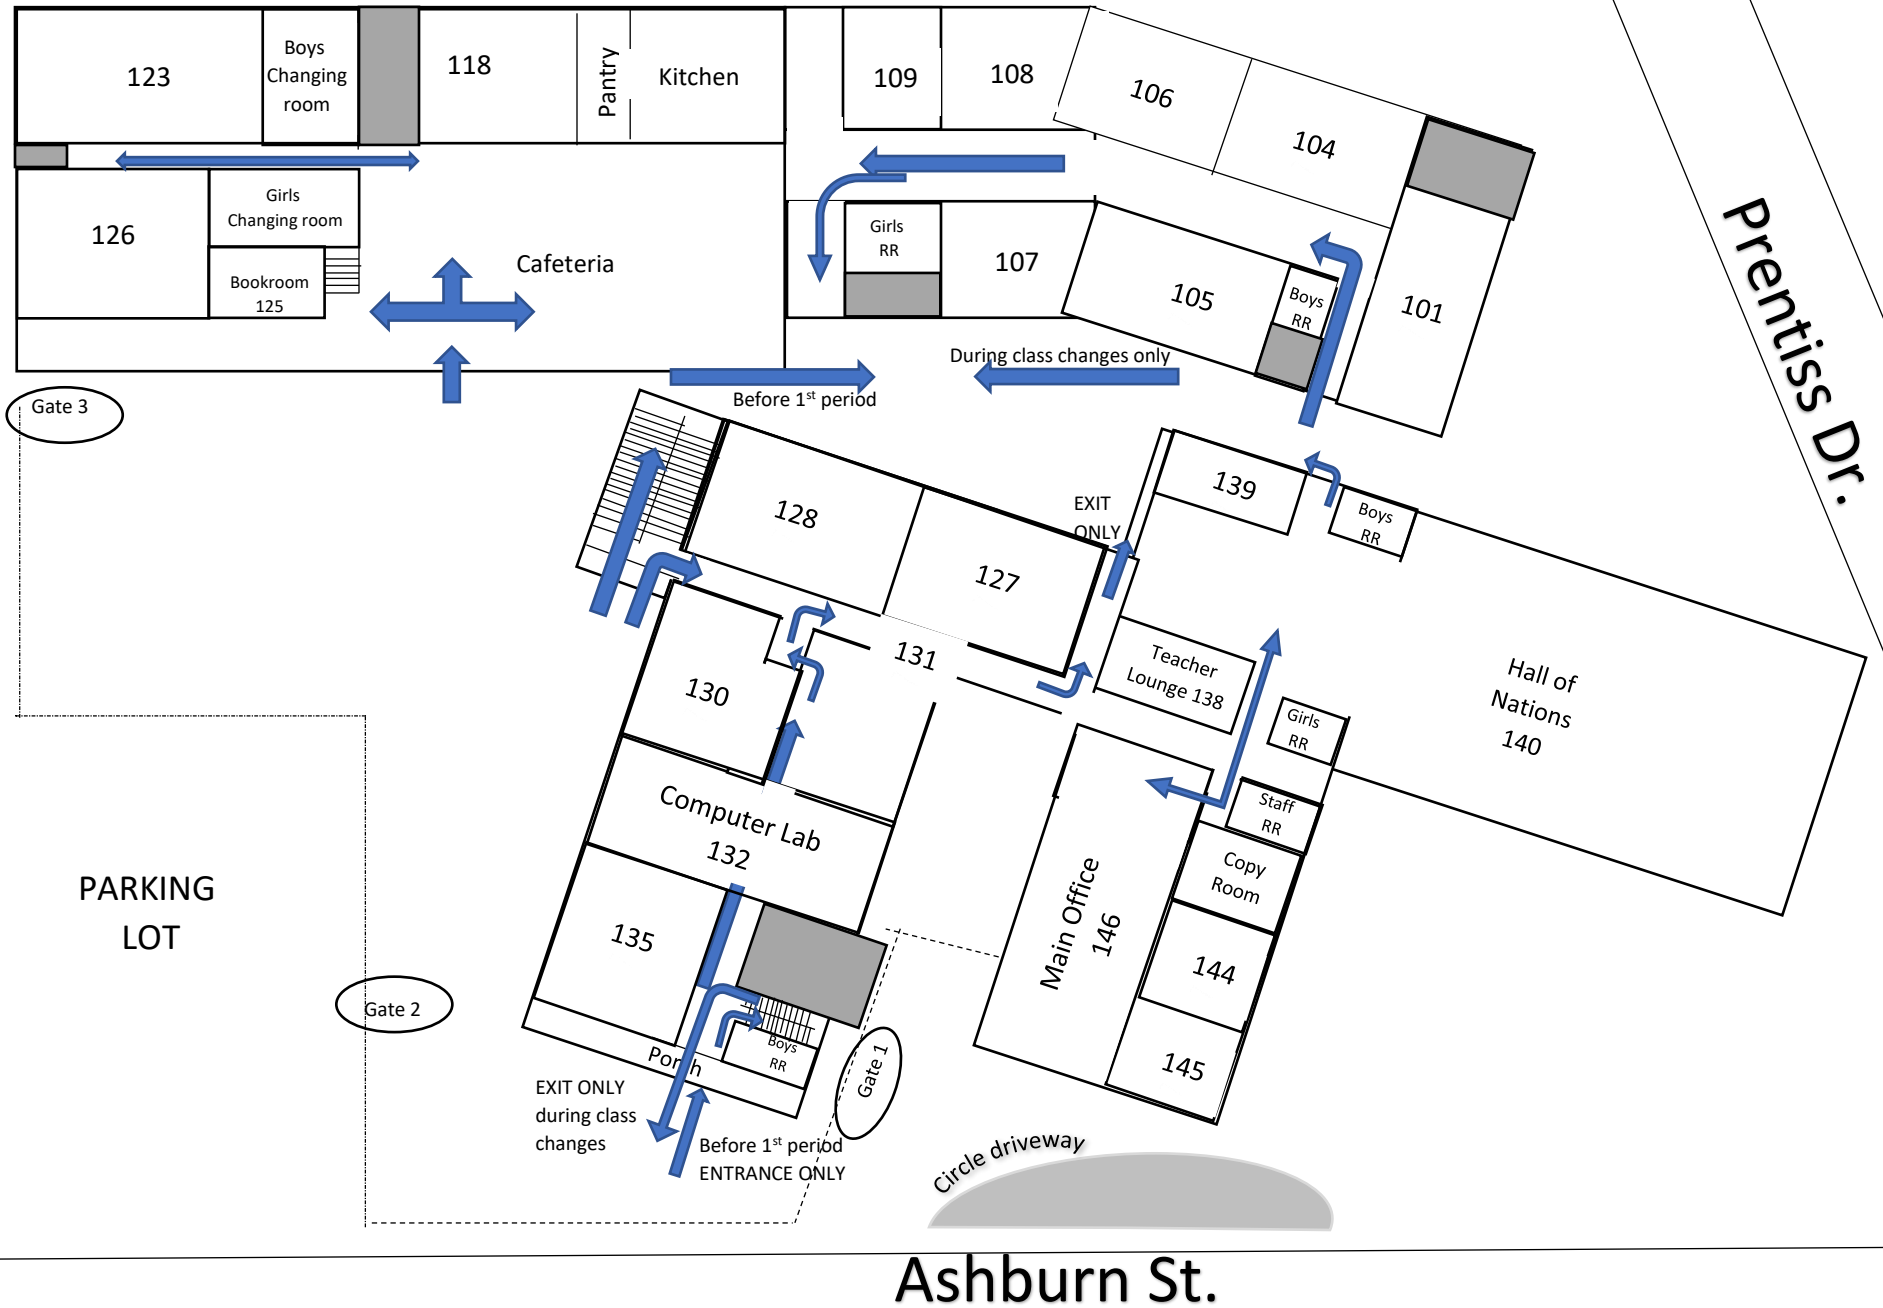 123
Boys
Changing
room
118
Pantry
Kitchen
109
108
106
104
126
Girls
Changing room
Bookroom
125
Cafeteria
Girls
RR
107
105
Boys
RR
101
Prentiss Dr.
During class changes only
Before 1st period
Gate 3
128
127
EXIT
ONLY
139
Boys
RR
131
130
Teacher
Lounge 138
Hall of
Nations
140
Girls
RR
Computer Lab
132
Staff
RR
Copy
Room
Main Office
146
144
145
PARKING
LOT
135
Gate 2
Boys
RR
Porch
Gate 1
EXIT ONLY
during class
changes
Before 1st period
ENTRANCE ONLY
Circle driveway
Ashburn St.